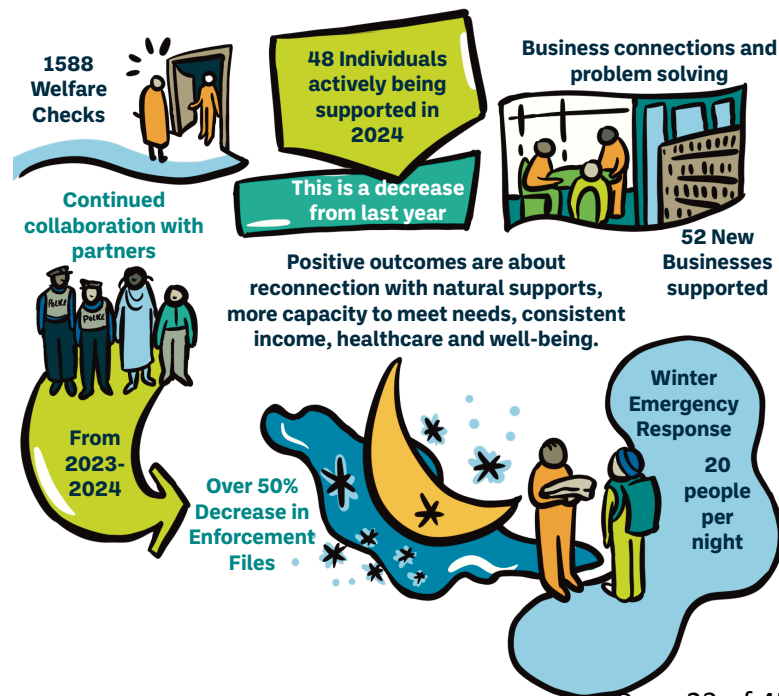 1588
Welfare
Checks
48 Individuals
actively being
supported in
2024
This is a decrease
from last year
Business connections and
problem solving
52 New
Businesses
supported
Continued
collaboration with
partners
POLICE
POLICE
Positive outcomes are about
reconnection with natural supports,
more capacity to meet needs, consistent
income, healthcare and well-being.
From
2023-
2024
Over 50%
Decrease in
Enforcement
Files
Winter
Emergency
Response
20
people
per
night